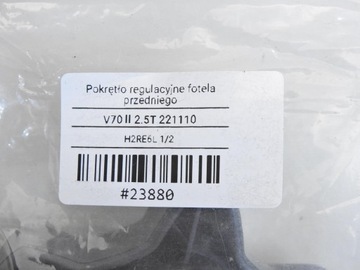 Pokrętło regulacyjne fotela
przedniego
V70 II 2.5T 221110
H2RE6L 1/2
#23880